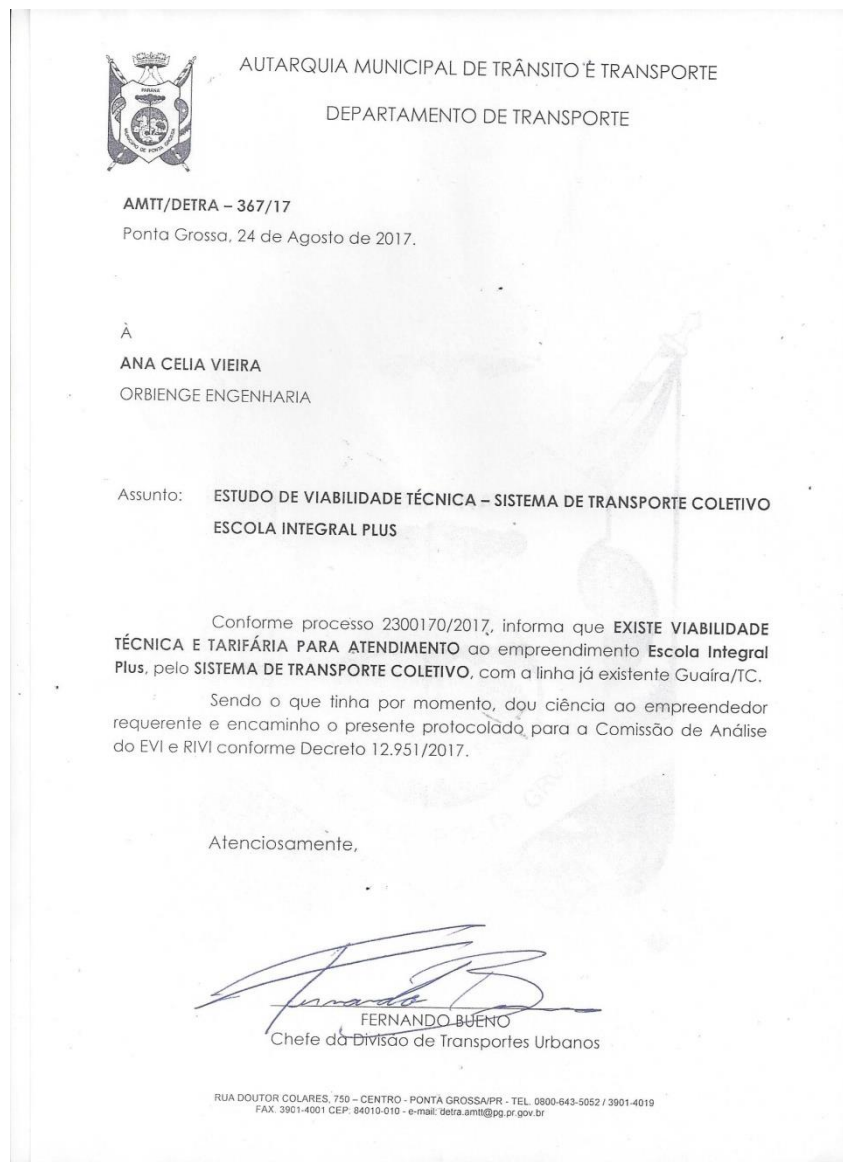 AUTARQUIA MUNICIPAL DE TRÂNSITO E TRANSPORTE
DEPARTAMENTO DE TRANSPORTE
PARANÁ
MUNICÍPIO DE PONTA GROSSA
AMTT/DETRA – 367/17
Ponta Grossa, 24 de Agosto de 2017.
À
ANA CELIA VIEIRA
ORBIENGE ENGENHARIA
Assunto: ESTUDO DE VIABILIDADE TÉCNICA – SISTEMA DE TRANSPORTE COLETIVO
ESCOLA INTEGRAL PLUS
Conforme processo 2300170/2017, informa que EXISTE VIABILIDADE
TÉCNICA E TARIFÁRIA PARA ATENDIMENTO ao empreendimento Escola Integral
Plus, pelo SISTEMA DE TRANSPORTE COLETIVO, com a linha já existente Guaíra/TC.
Sendo o que tinha por momento, dou ciência ao empreendedor
requerente e encaminho o presente protocolado para a Comissão de Análise
do EVI e RIVI conforme Decreto 12.951/2017.
Atenciosamente,
Fernando B
FERNANDO BUENO
Chefe da Divisão de Transportes Urbanos
RUA DOUTOR COLARES, 750 – CENTRO - PONTA GROSSA/PR - TEL. 0800-643-5052 / 3901-4019
FAX. 3901-4001 CEP: 84010-010 - e-mail: detra.amtt@pg.pr.gov.br